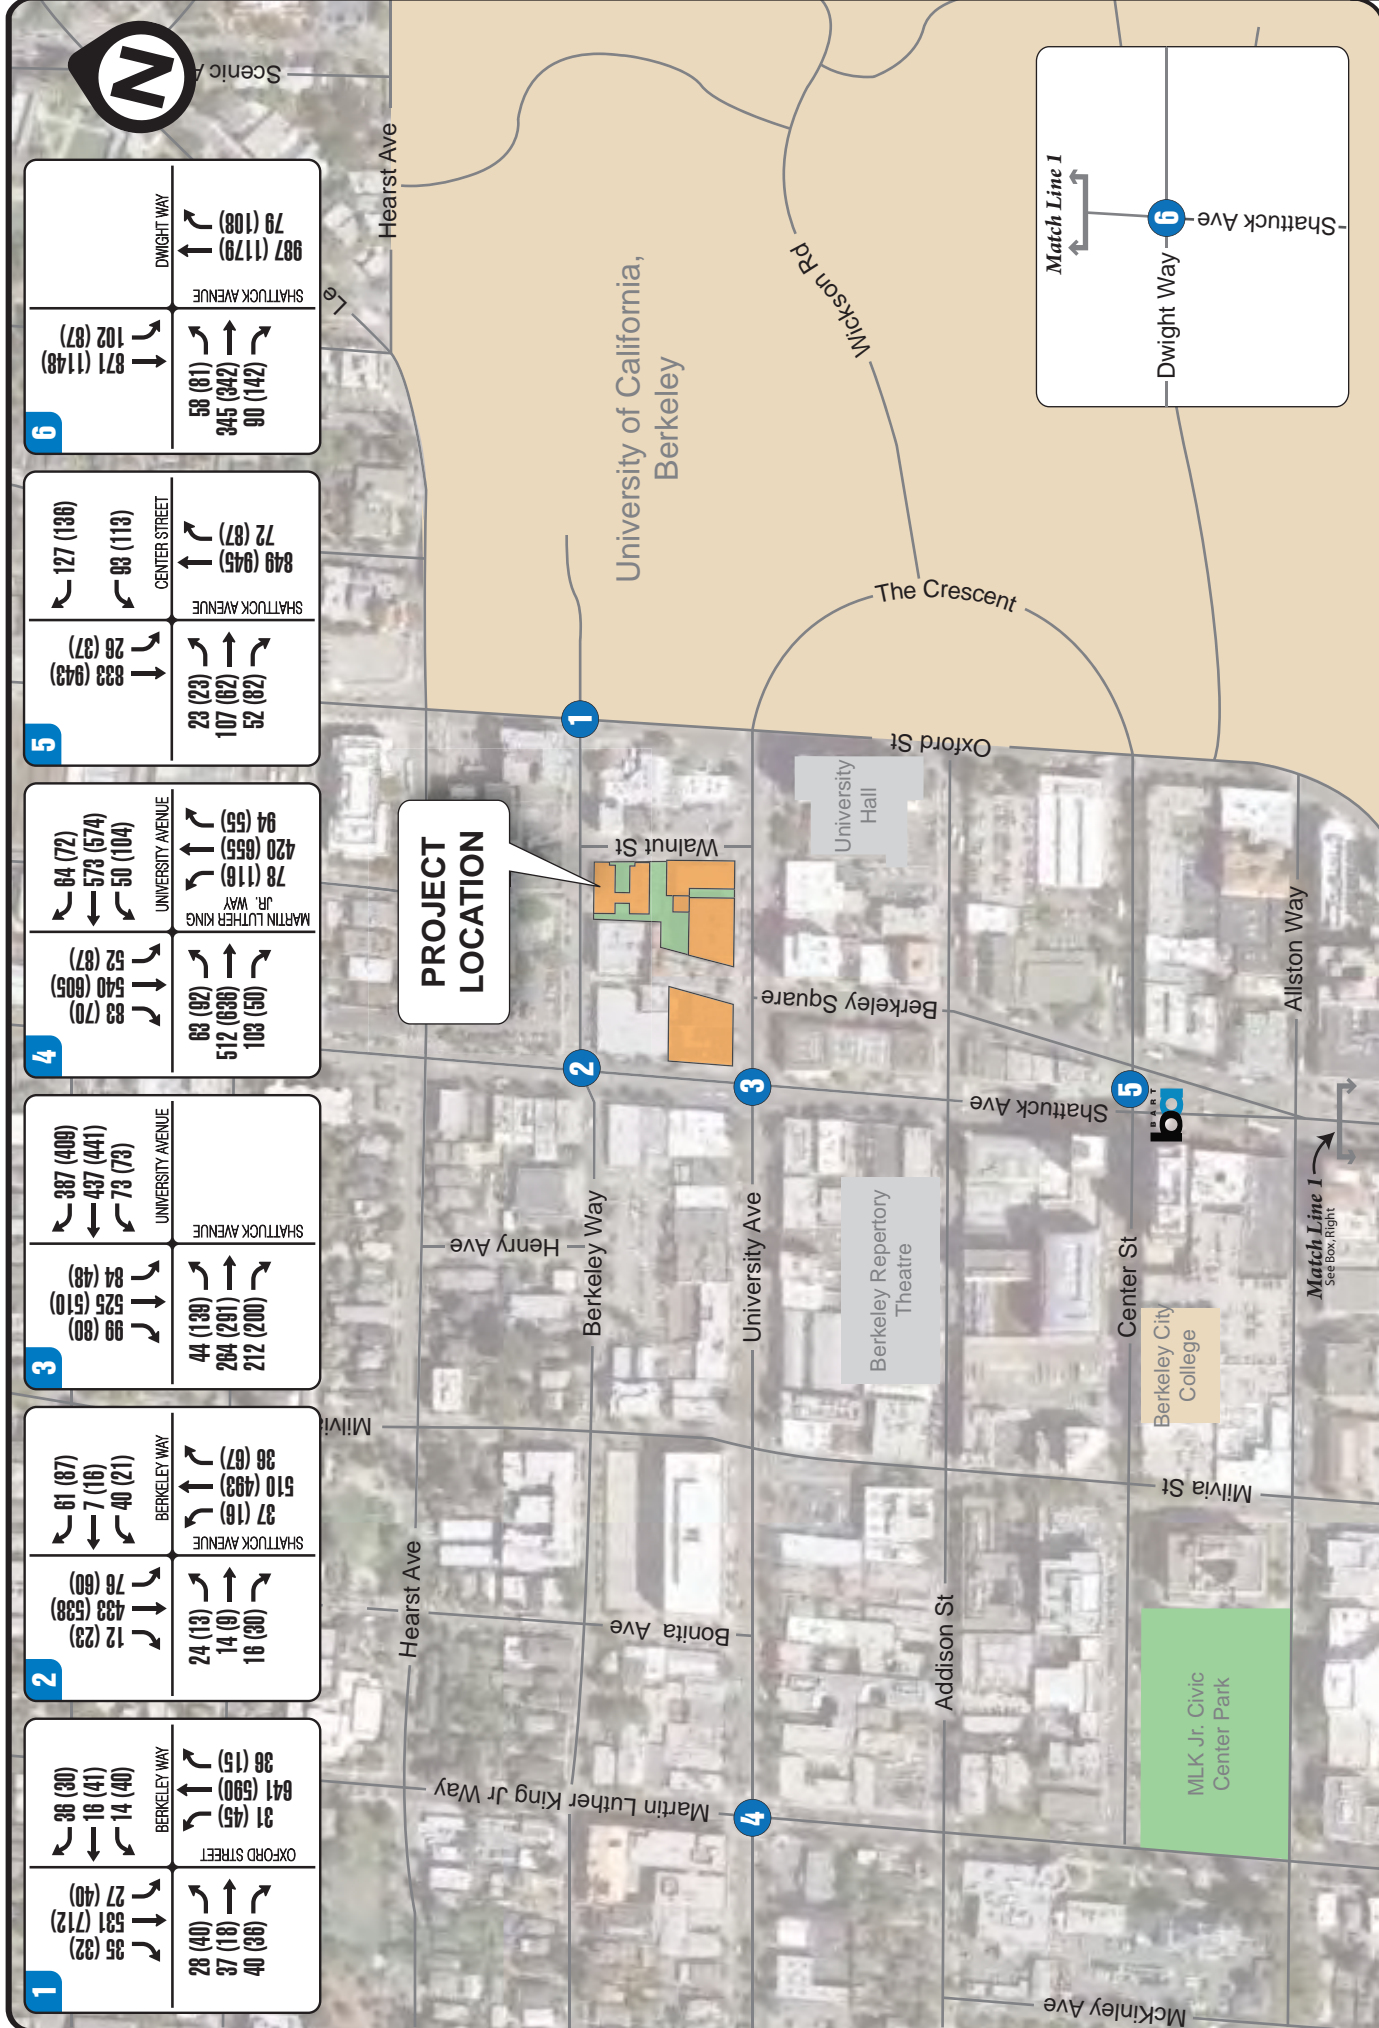 1
35 (32)
531 (712)
27 (40)
36 (30)
16 (41)
14 (40)
BERKELEY WAY
28 (40)
37 (18)
40 (36)
OXFORD STREET
31 (45)
641 (590)
36 (15)
2
12 (23)
433 (538)
76 (60)
61 (87)
7 (16)
40 (21)
BERKELEY WAY
24 (13)
14 (9)
16 (30)
SHATTUCK AVENUE
37 (16)
510 (493)
36 (67)
3
99 (80)
525 (510)
84 (48)
387 (409)
437 (441)
73 (73)
UNIVERSITY AVENUE
44 (139)
264 (291)
212 (200)
SHATTUCK AVENUE
4
83 (70)
540 (605)
52 (87)
64 (72)
573 (574)
50 (104)
UNIVERSITY AVENUE
63 (92)
512 (636)
103 (50)
MARTIN LUTHER KING
JR. WAY
78 (116)
420 (655)
94 (55)
5
833 (943)
26 (37)
127 (136)
93 (113)
CENTER STREET
23 (23)
107 (62)
52 (82)
SHATTUCK AVENUE
849 (945)
72 (87)
6
871 (1148)
102 (87)
DWIGHT WAY
58 (81)
345 (342)
90 (142)
SHATTUCK AVENUE
987 (1179)
79 (108)
N
Scenic A
Le
Milvi
Hearst Ave
Hearst Ave
PROJECT
LOCATION
Martin Luther King Jr Way
Henry Ave
Berkeley Way
2
1
Bonita Ave
Walnut St
University of California,
Berkeley
4
University Ave
3
Berkeley Square
University
Hall
Wickson Rd
Berkeley Repertory
Theatre
The Crescent
Oxford St
Addison St
Shattuck Ave
Center St
5
BART
ba
McKinley Ave
MLK Jr. Civic
Center Park
Milvia St
Berkeley City
College
Allston Way
Match Line 1
See Box, Right
Match Line 1
Dwight Way
6
Shattuck Ave